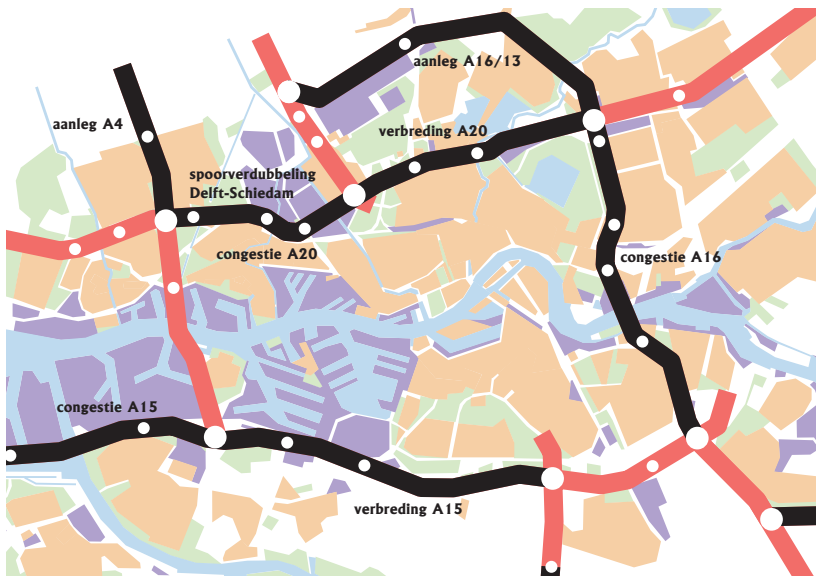 aanleg A16/13
aanleg A4
verbreding A20
spoorverdubbeling
Delft-Schiedam
congestie A20
congestie A16
congestie A15
verbreding A15